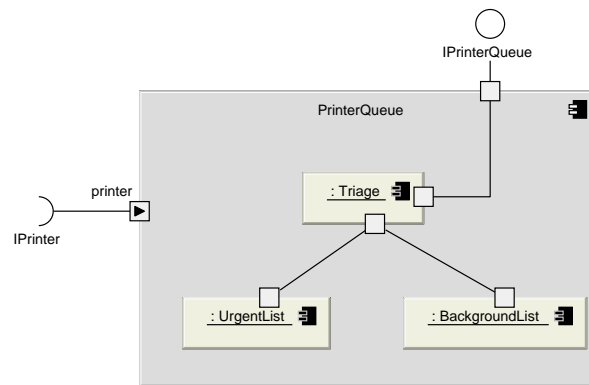 IPrinterQueue
PrinterQueue
: Triage
printer
IPrinter
: UrgentList
: BackgroundList